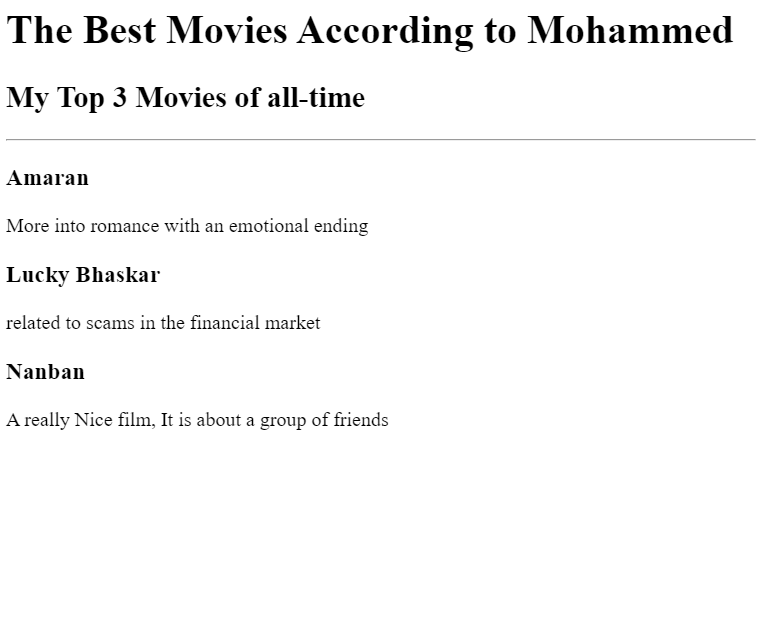 The Best Movies According to Mohammed
My Top 3 Movies of all-time
Amaran
More into romance with an emotional ending
Lucky Bhaskar
related to scams in the financial market
Nanban
A really Nice film, It is about a group of friends